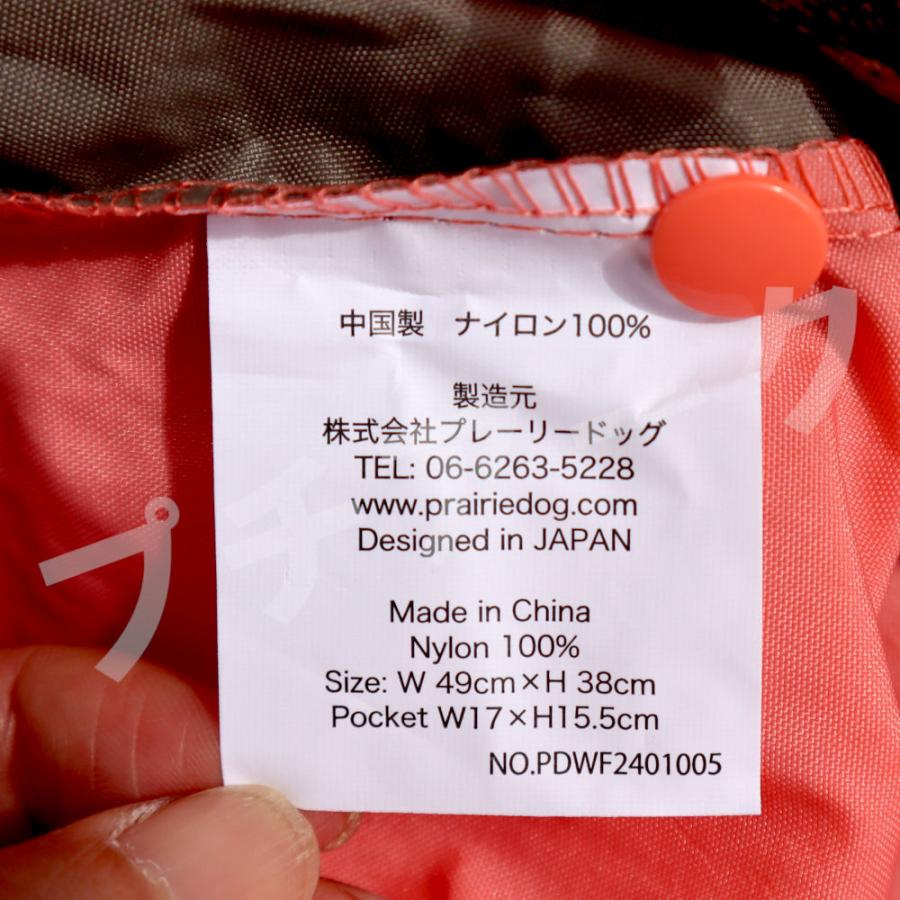 中国製　ナイロン100%
製造元
株式会社プレーリードッグ
TEL: 06-6263-5228
www.prairiedog.com
Designed in JAPAN
Made in China
Nylon 100%
Size: W 49cm×H 38cm
Pocket W17×H15.5cm
NO.PDWF2401005